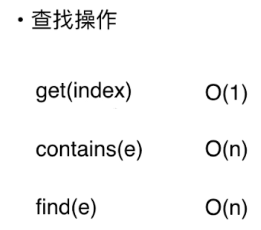 • 查找操作
get(index) O(1)
contains(e) O(n)
find(e) O(n)